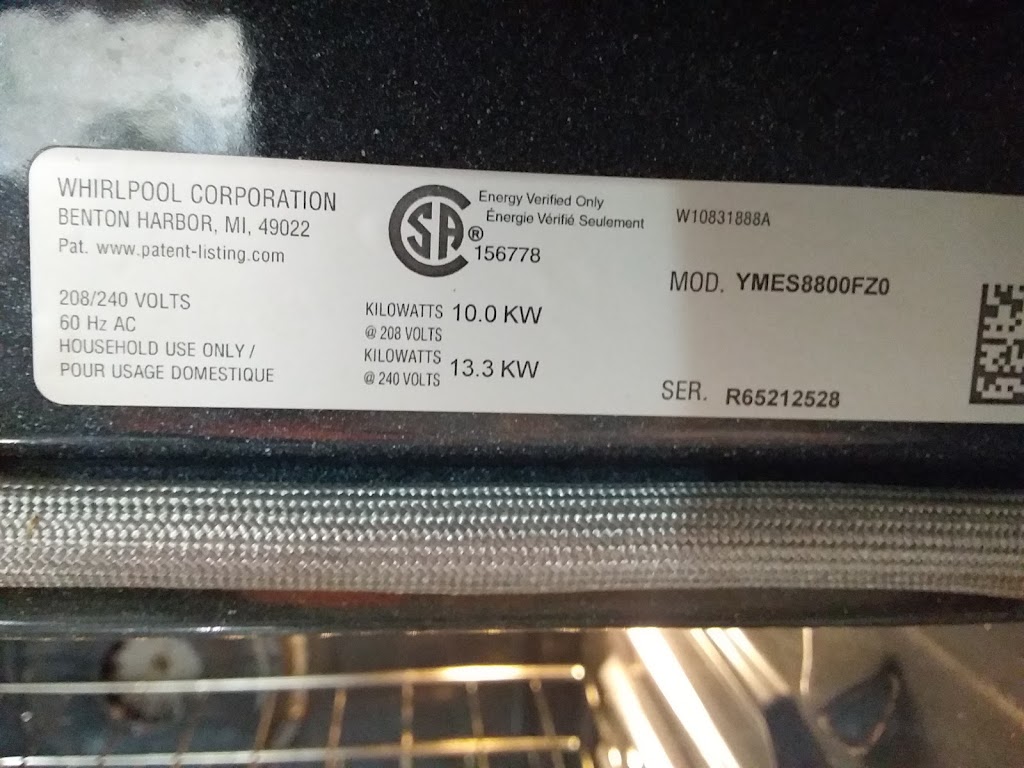 WHIRLPOOL CORPORATION
BENTON HARBOR, MI, 49022
Pat. www.patent-listing.com
208/240 VOLTS
60 Hz AC
HOUSEHOLD USE ONLY /
POUR USAGE DOMESTIQUE
SA®
Energy Verified Only
Énergie Vérifié Seulement
156778
KILOWATTS 10.0 KW
@ 208 VOLTS
KILOWATTS 13.3 KW
@ 240 VOLTS
W10831888A
MOD. YMES8800FZ0
SER. R65212528